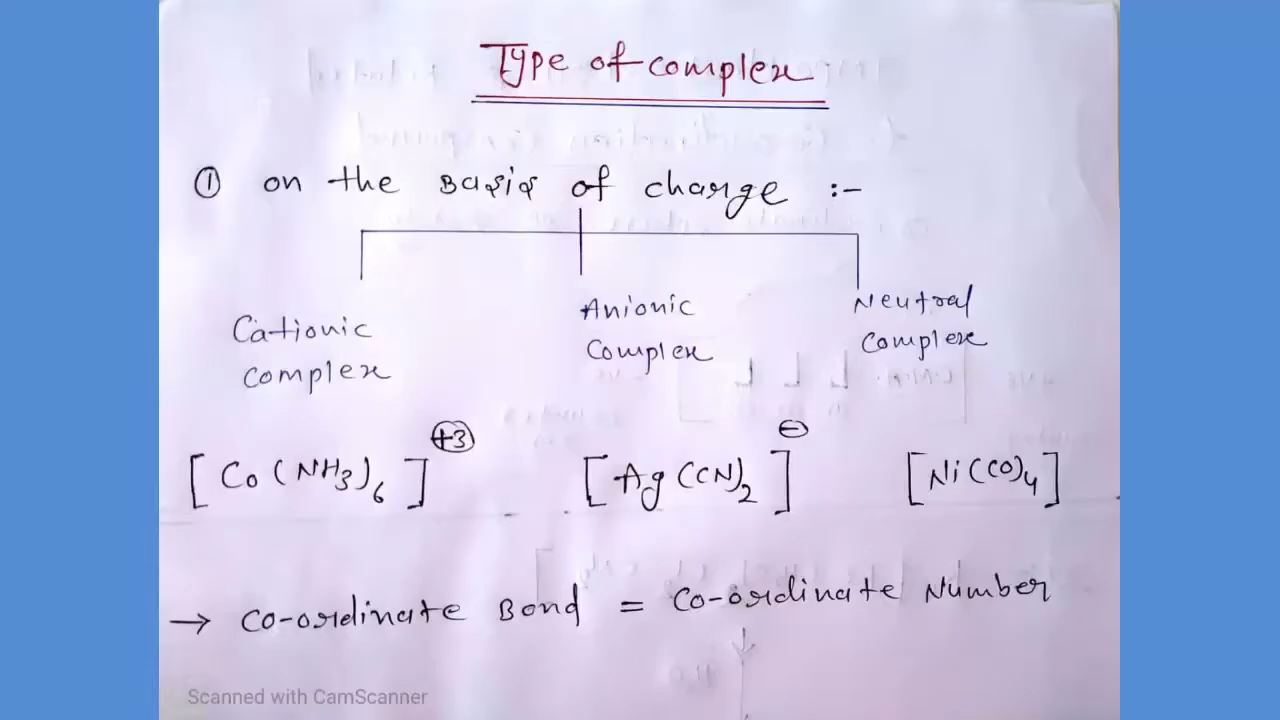 Type of complex
① on the Basis of charge :-
Cationic complex
Anionic Complex
Neutral Complex
[Co(NH3)6]+3
[Ag(CN)2]-
[Ni(CO)4]
→ Co-ordinate Bond = Co-ordinate Number
Scanned with CamScanner